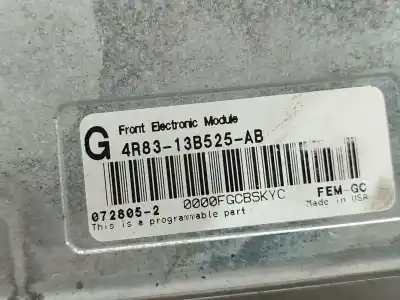 Front Electronic Module
G 4R83-13B525-AB
0000FGCBSKYC
072805-2
FEM-GC
This is a programmable part
Made in USA